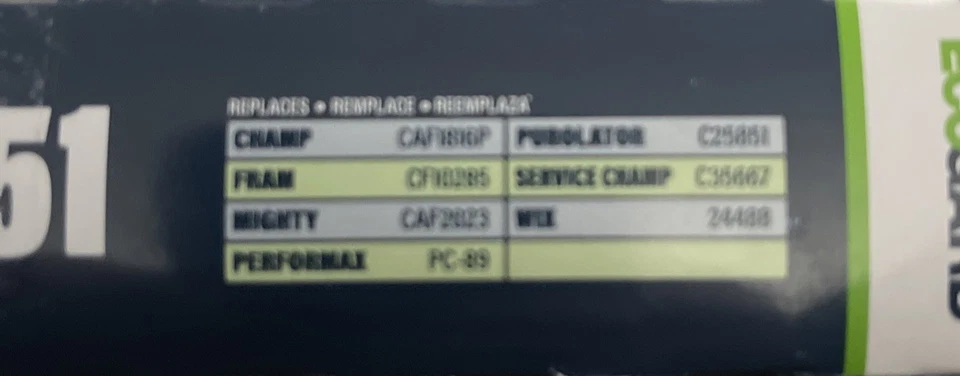 51
REPLACES • REMPLACE • REEMPLAZA
CHAMP CAF1816P PUROLATOR C25851
FRAM CF10285 SERVICE CHAMP C35667
MIGHTY CAF2023 WIX 24488
PERFORMAX PC-89
ECOGARD